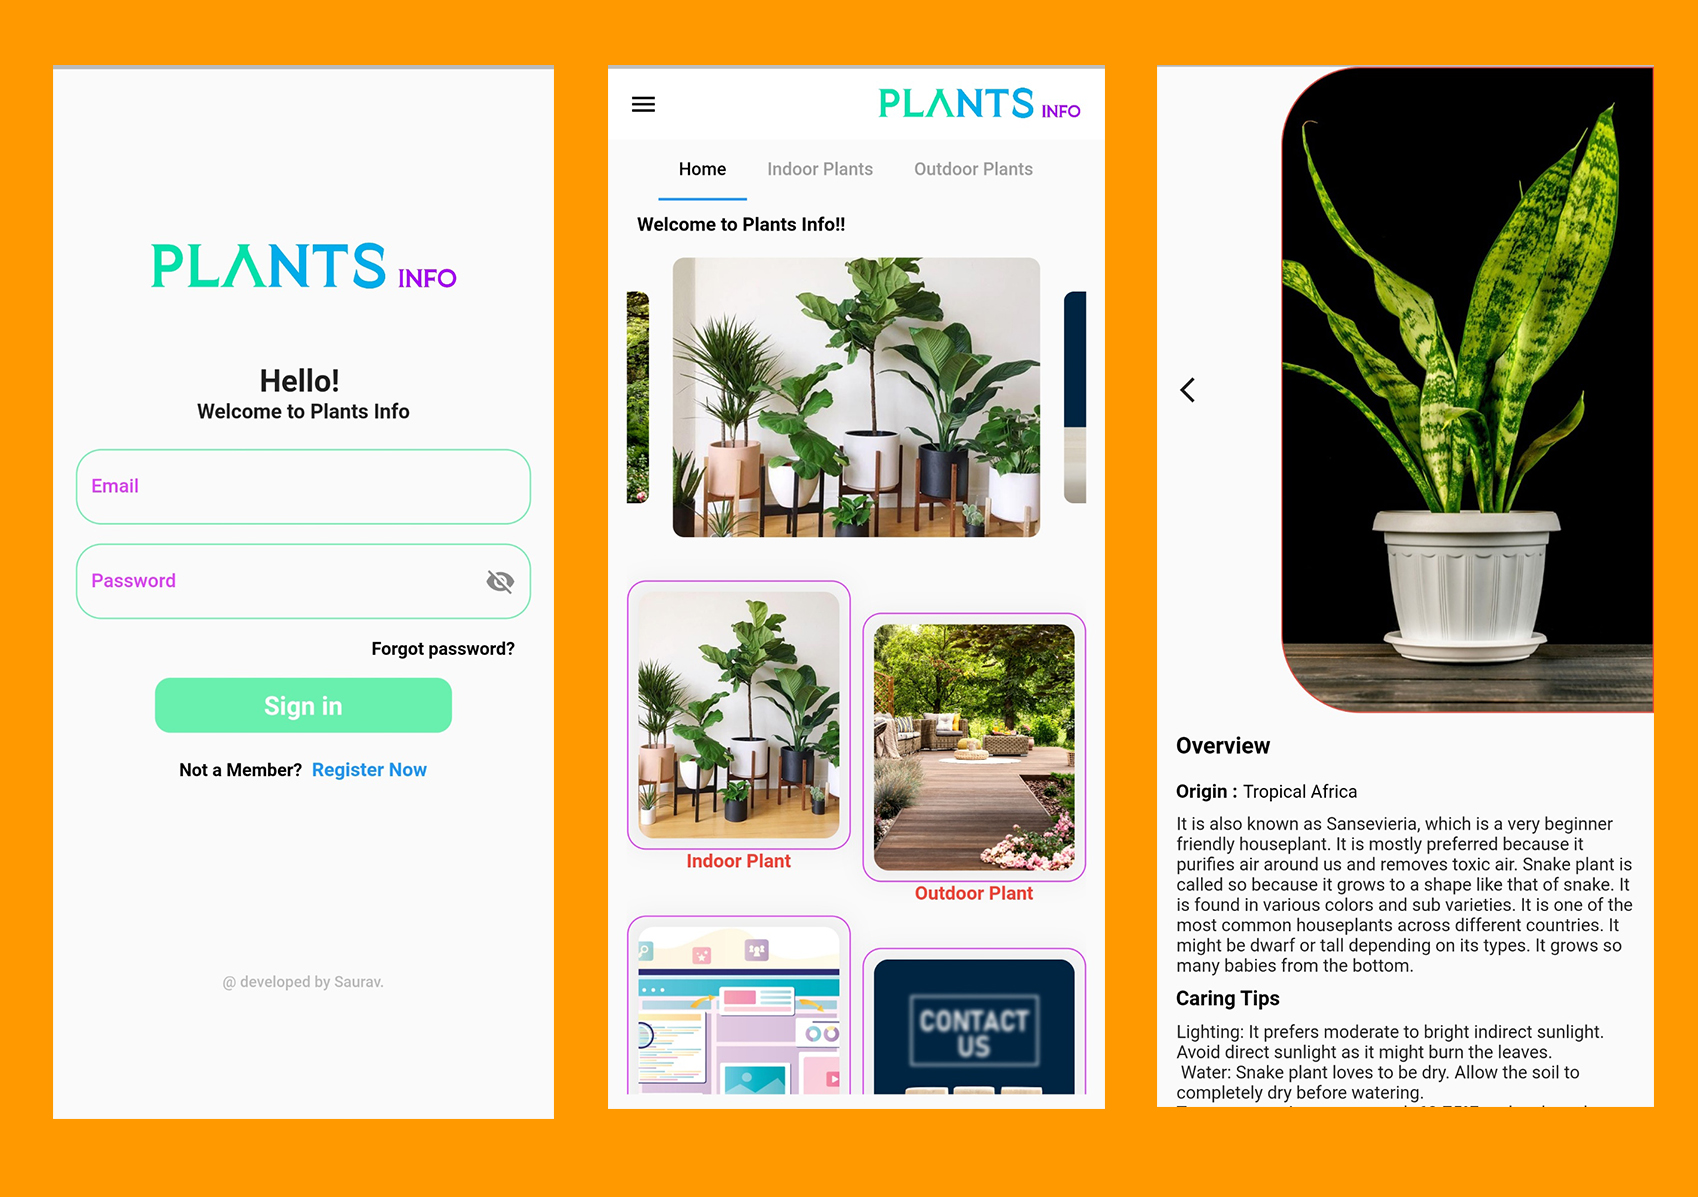 PLANTS INFO
Hello!
Welcome to Plants Info
Email
Password
Forgot password?
Sign in
Not a Member? Register Now
@ developed by Saurav.
PLANTS INFO
Home Indoor Plants Outdoor Plants
Welcome to Plants Info!!
Indoor Plant
Outdoor Plant
CONTACT
US
Overview
Origin : Tropical Africa
It is also known as Sansevieria, which is a very beginner
friendly houseplant. It is mostly preferred because it
purifies air around us and removes toxic air. Snake plant is
called so because it grows to a shape like that of snake. It
is found in various colors and sub varieties. It is one of the
most common houseplants across different countries. It
might be dwarf or tall depending on its types. It grows so
many babies from the bottom.
Caring Tips
Lighting: It prefers moderate to bright indirect sunlight.
Avoid direct sunlight as it might burn the leaves.
Water: Snake plant loves to be dry. Allow the soil to
completely dry before watering.